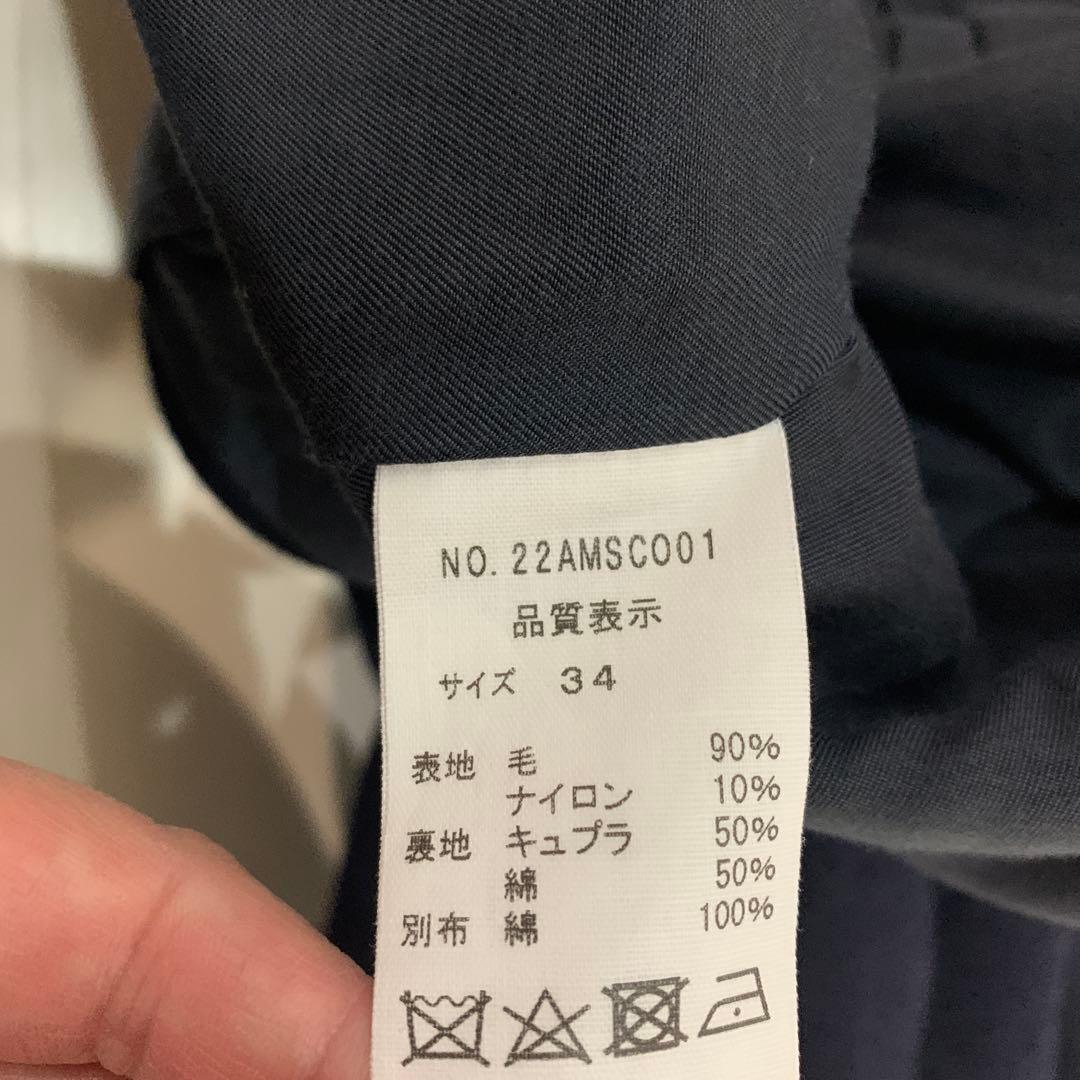 NO. 22AMSC001
品質表示
サイズ 34
表地 毛 90%
ナイロン 10%
裏地 キュプラ 50%
綿 50%
別布 綿 100%